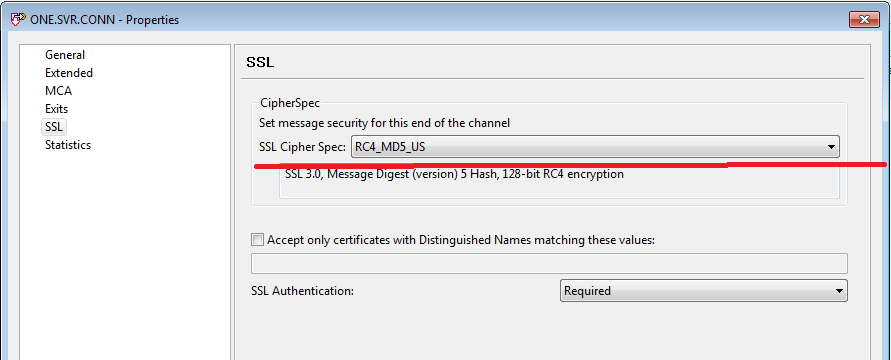 ONE.SVR.CONN - Properties
General
Extended
MCA
Exits
SSL
Statistics
SSL
CipherSpec
Set message security for this end of the channel
SSL Cipher Spec: RC4_MD5_US
SSL 3.0, Message Digest (version) 5 Hash, 128-bit RC4 encryption
Accept only certificates with Distinguished Names matching these values:
SSL Authentication: Required